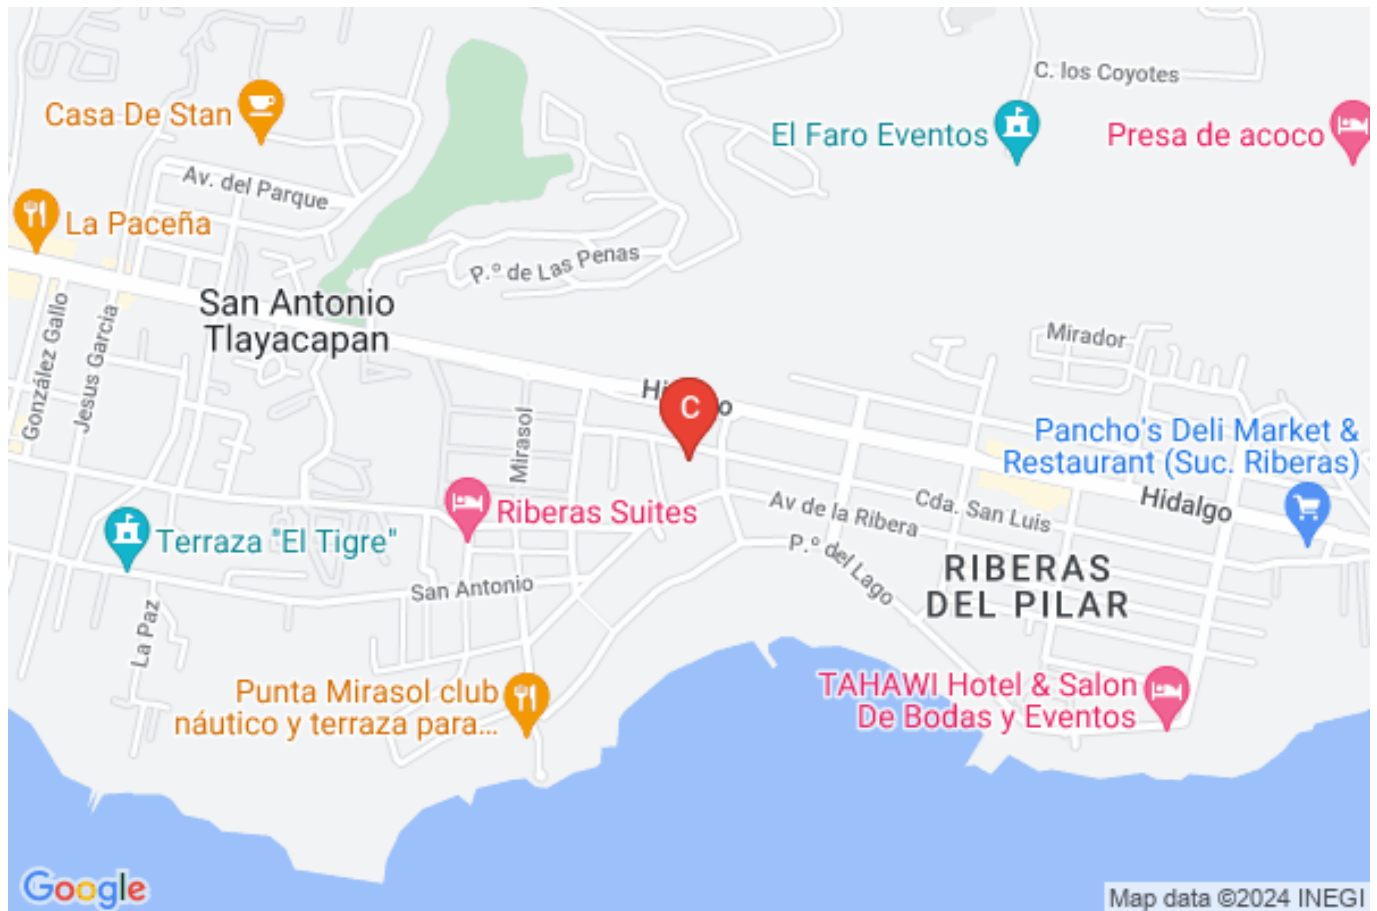 C. los Coyotes
Casa De Stan
El Faro Eventos
Presa de acoco
Av. del Parque
La Paceña
P.º de Las Penas
San Antonio
Tlayacapan
González Gallo
Jesus Garcia
Mirador
Hidalgo
C
Mirasol
Pancho's Deli Market &
Restaurant (Suc. Riberas)
Riberas Suites
Av de la Ribera
Cda. San Luis
Hidalgo
Terraza "El Tigre"
P.º del Lago
San Antonio
RIBERAS
DEL PILAR
La Paz
Punta Mirasol club
náutico y terraza para...
TAHAWI Hotel & Salon
De Bodas y Eventos
Google
Map data ©2024 INEGI